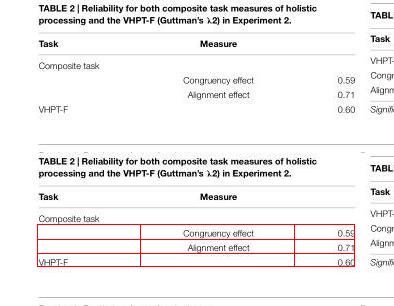 TABLE 2 | Reliability for both composite task measures of holistic
processing and the VHPT-F (Guttman's λ2) in Experiment 2.
Task Measure
Composite task
Congruency effect 0.59
Alignment effect 0.71
VHPT-F 0.60
TABL
Task
VHPT-
Congr
Alignm
Signifi
TABLE 2 | Reliability for both composite task measures of holistic
processing and the VHPT-F (Guttman's λ2) in Experiment 2.
Task Measure
Composite task
Congruency effect 0.59
Alignment effect 0.71
VHPT-F 0.60
TABL
Task
VHPT-
Congr
Alignm
Signifi